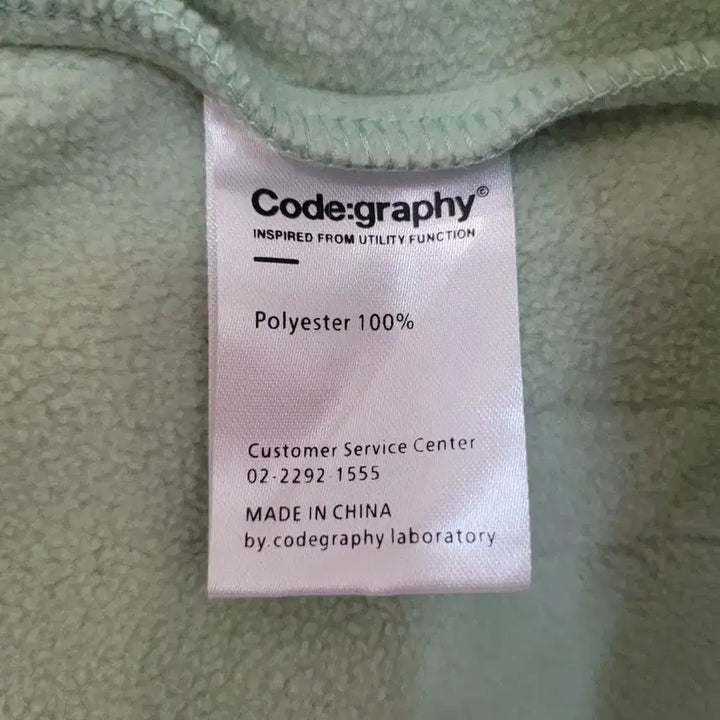 Code:graphy©
INSPIRED FROM UTILITY FUNCTION
Polyester 100%
Customer Service Center
02-2292-1555
MADE IN CHINA
by.codegraphy laboratory